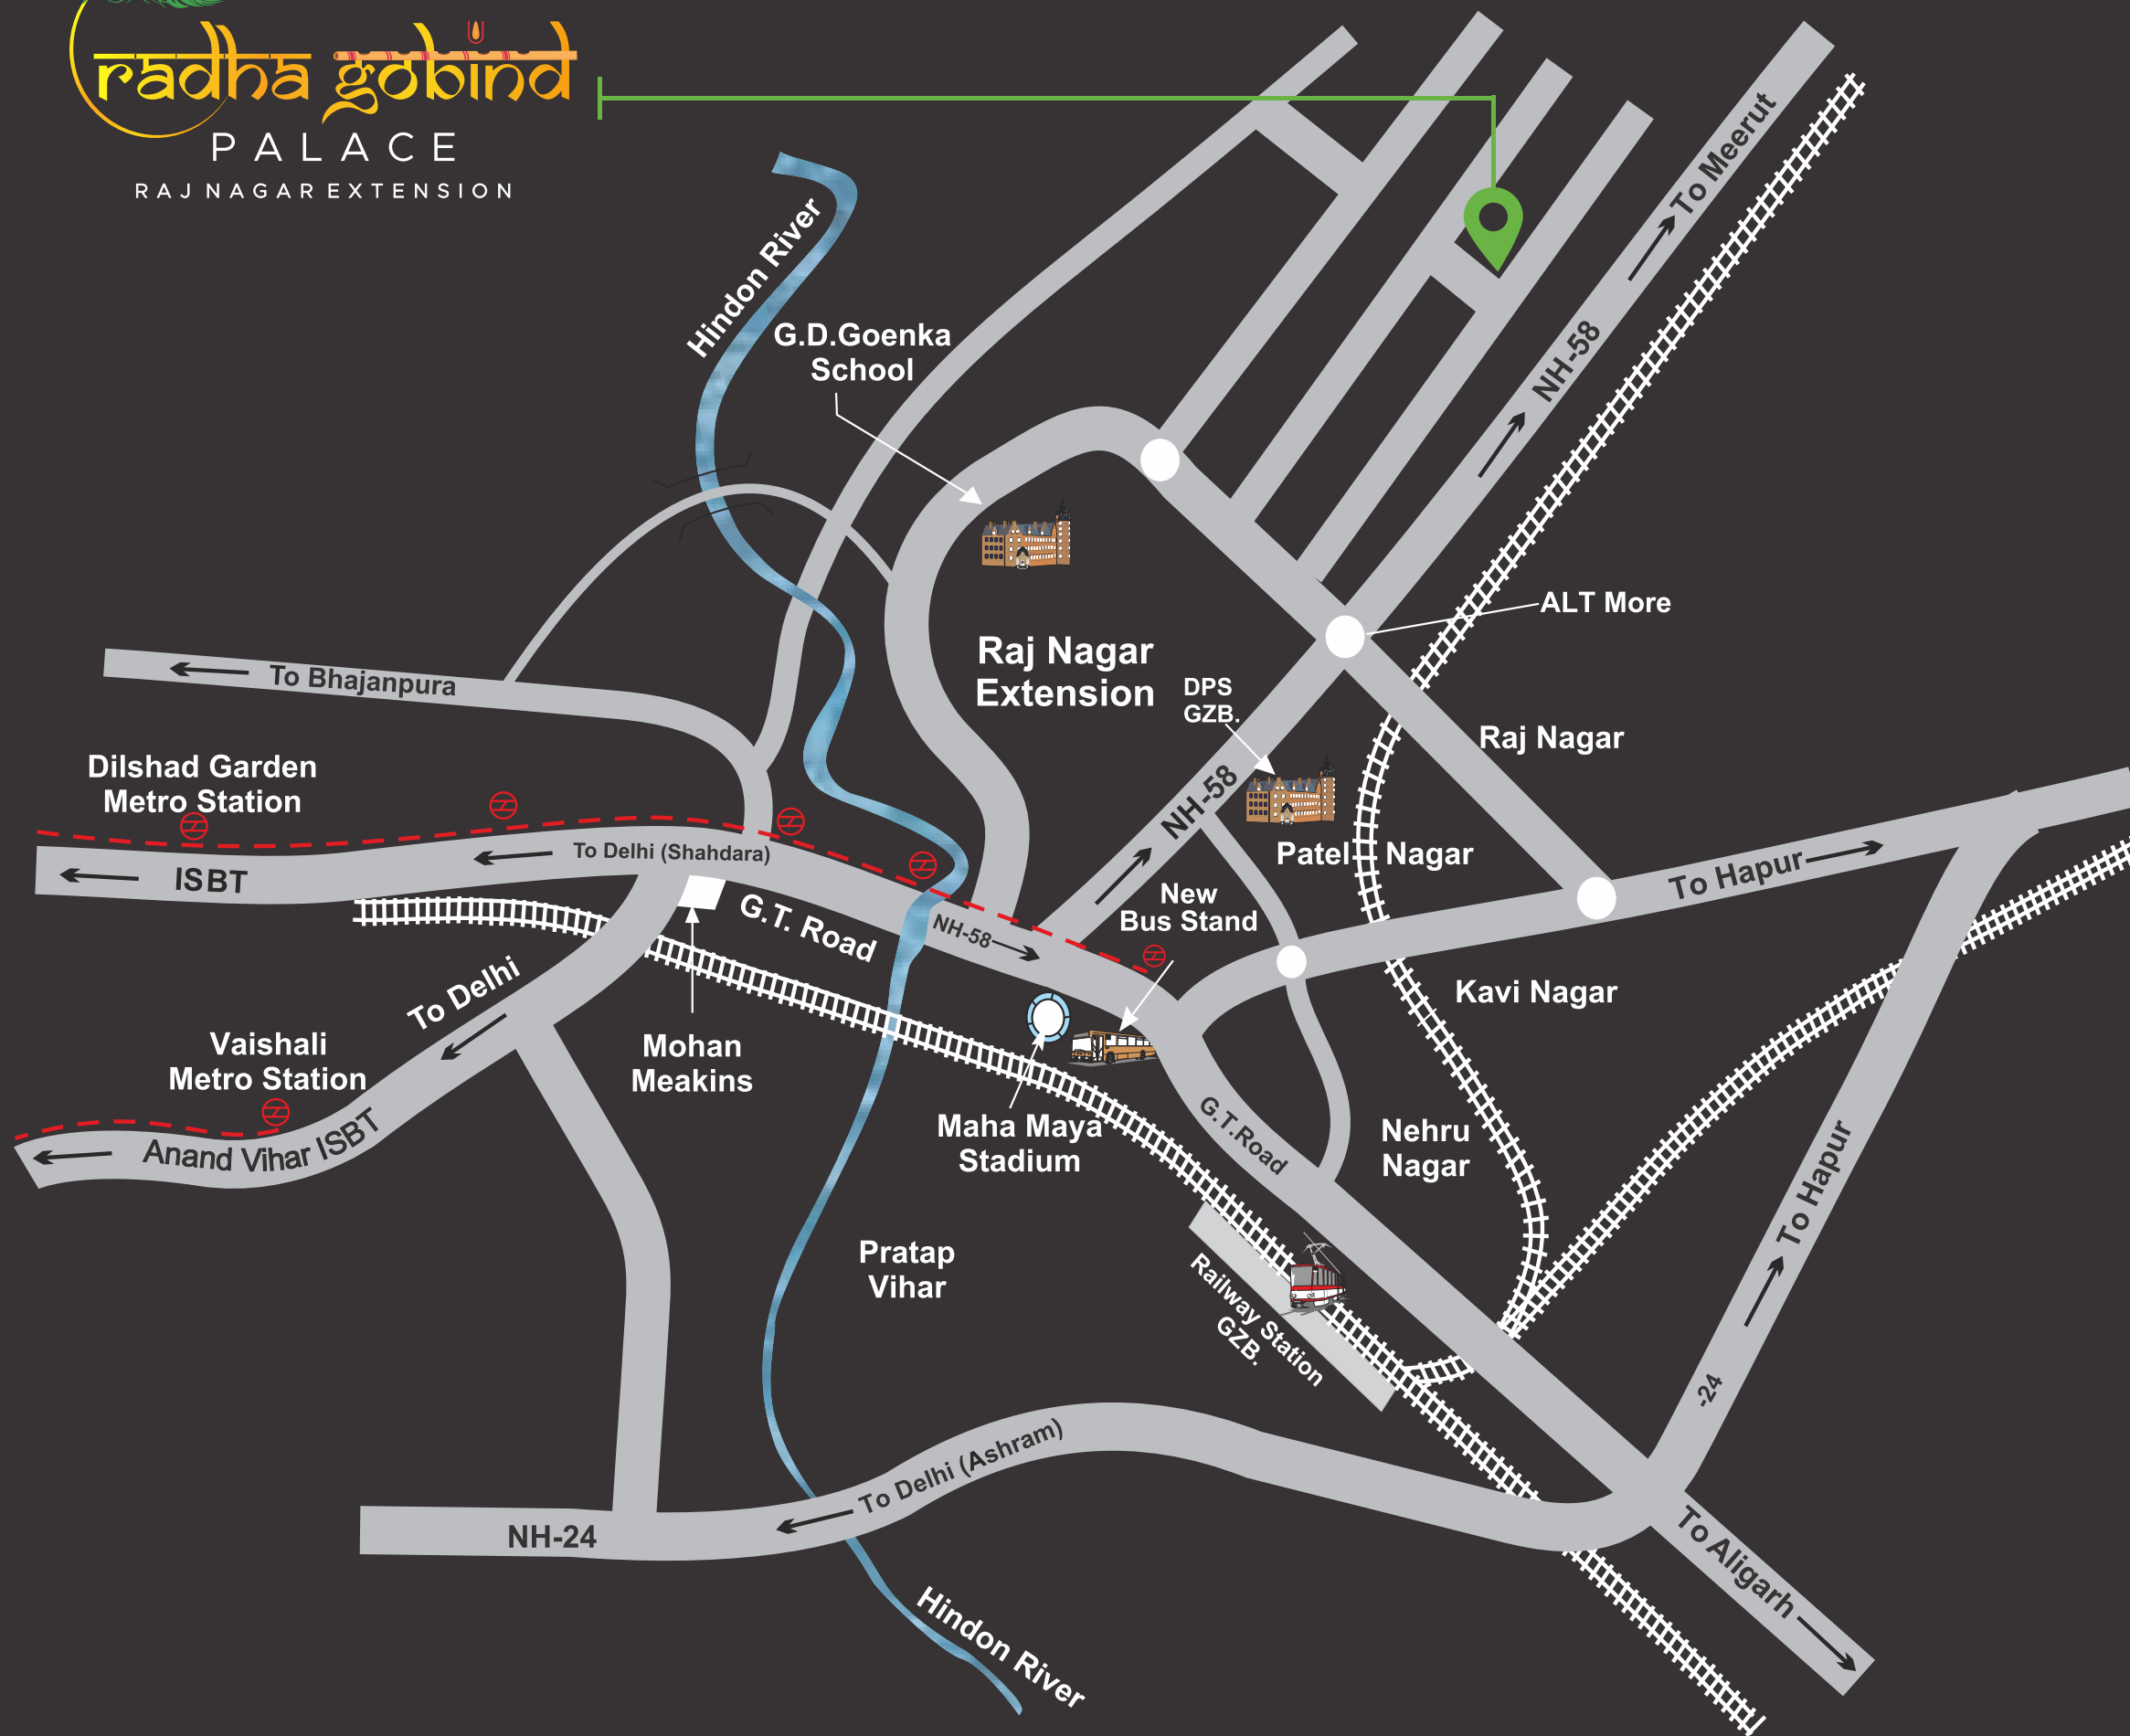 radha gobind
PALACE
RAJ NAGAR EXTENSION
Hindon River
To Meerut
G.D.Goenka
School
NH-58
ALT More
Raj Nagar
Extension
DPS
GZB.
To Bhajanpura
Raj Nagar
Dilshad Garden
Metro Station
NH-58
To Delhi (Shahdara)
Patel Nagar
To Hapur
ISBT
New
Bus Stand
G.T. Road
NH-58
To Delhi
Kavi Nagar
Vaishali
Metro Station
Mohan
Meakins
Maha Maya
Stadium
G.T.Road
Nehru
Nagar
Anand Vihar ISBT
To Hapur
Pratap
Vihar
Railway Station
GZB.
-24
To Delhi (Ashram)
NH-24
To Aligarh
Hindon River